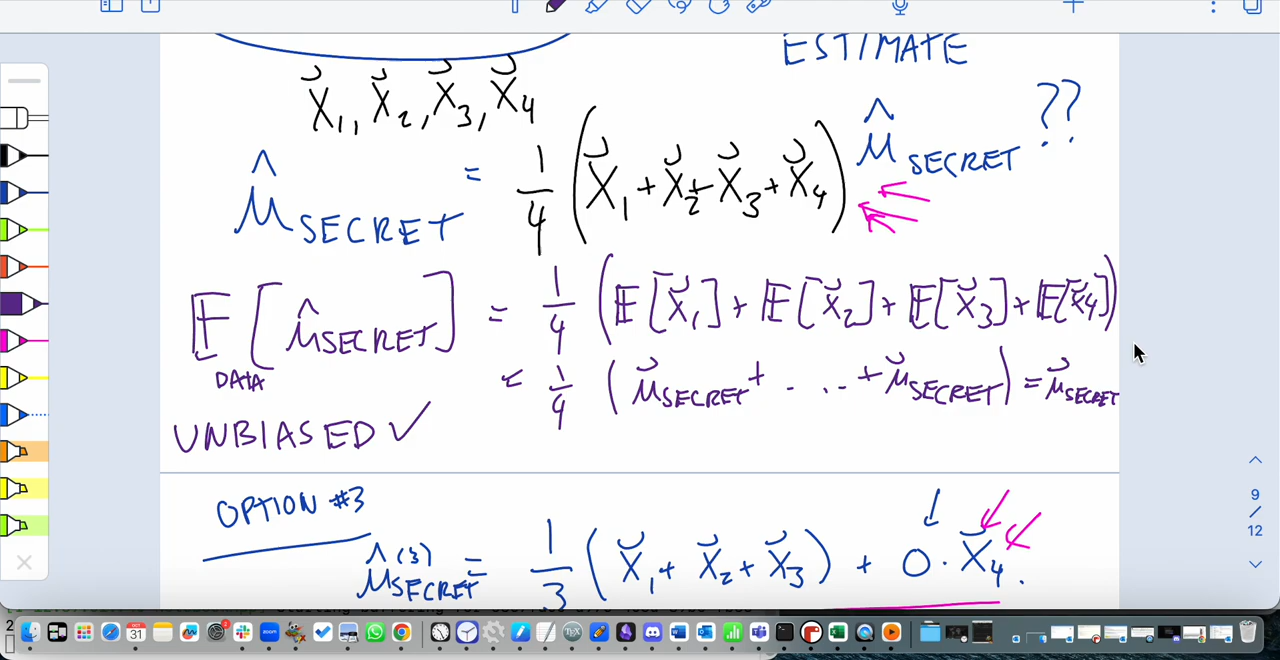 ESTIMATE
X̆₁, X̆₂, X̆₃, X̆₄
μ̂ SECRET ??
μ̂ SECRET = 1/4 (X̆₁ + X̆₂ + X̆₃ + X̆₄)
𝔼 DATA [μ̂ SECRET] = 1/4 (𝔼[X̆₁] + 𝔼[X̆₂] + 𝔼[X̆₃] + 𝔼[X̆₄])
= 1/4 (μ̆ SECRET + ... + μ̆ SECRET) = μ̆ SECRET
UNBIASED ✓
9
/
12
OPTION #3
μ̂⁽³⁾ SECRET = 1/3 (X̆₁ + X̆₂ + X̆₃) + 0 · X̆₄.
OCT
31